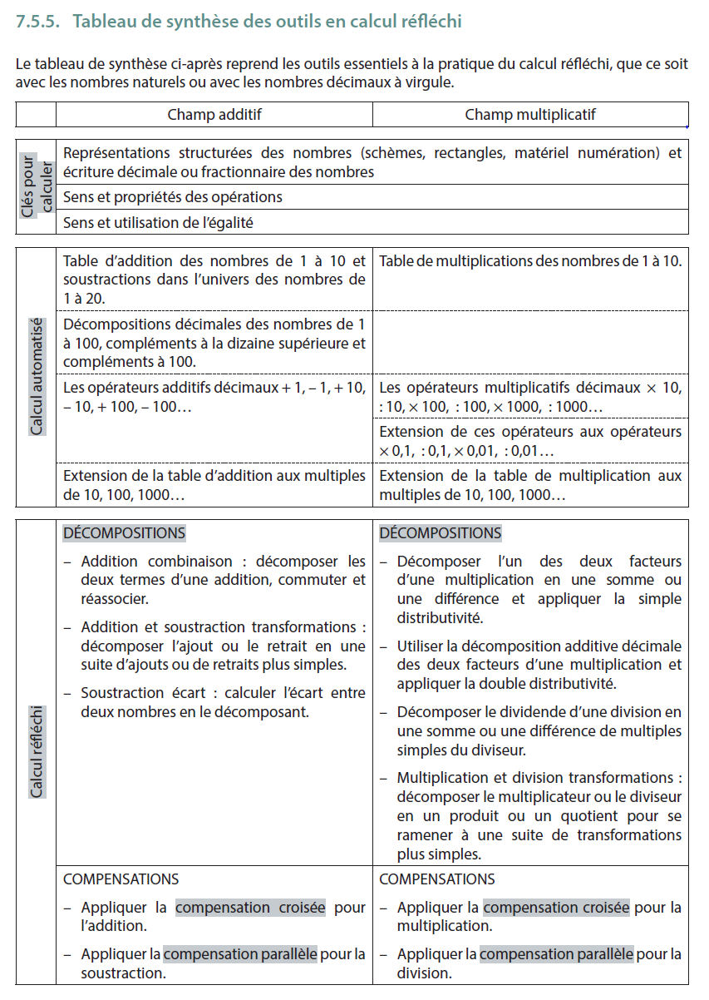 7.5.5. Tableau de synthèse des outils en calcul réfléchi
Le tableau de synthèse ci-après reprend les outils essentiels à la pratique du calcul réfléchi, que ce soit
avec les nombres naturels ou avec les nombres décimaux à virgule.
Champ additif
Champ multiplicatif
Clés pour
calculer
Représentations structurées des nombres (schèmes, rectangles, matériel numération) et
écriture décimale ou fractionnaire des nombres
Sens et propriétés des opérations
Sens et utilisation de l’égalité
Calcul automatisé
Table d’addition des nombres de 1 à 10 et
soustractions dans l’univers des nombres de
1 à 20.
Table de multiplications des nombres de 1 à 10.
Décompositions décimales des nombres de 1
à 100, compléments à la dizaine supérieure et
compléments à 100.
Les opérateurs additifs décimaux + 1, – 1, + 10,
– 10, + 100, – 100…
Les opérateurs multiplicatifs décimaux × 10,
: 10, × 100, : 100, × 1000, : 1000…
Extension de ces opérateurs aux opérateurs
× 0,1, : 0,1, × 0,01, : 0,01…
Extension de la table d’addition aux multiples
de 10, 100, 1000…
Extension de la table de multiplication aux
multiples de 10, 100, 1000…
Calcul réfléchi
DÉCOMPOSITIONS
– Addition combinaison : décomposer les
deux termes d’une addition, commuter et
réassocier.
– Addition et soustraction transformations :
décomposer l’ajout ou le retrait en une
suite d’ajouts ou de retraits plus simples.
– Soustraction écart : calculer l’écart entre
deux nombres en le décomposant.
DÉCOMPOSITIONS
– Décomposer l’un des deux facteurs
d’une multiplication en une somme ou
une différence et appliquer la simple
distributivité.
– Utiliser la décomposition additive décimale
des deux facteurs d’une multiplication et
appliquer la double distributivité.
– Décomposer le dividende d’une division en
une somme ou une différence de multiples
simples du diviseur.
– Multiplication et division transformations :
décomposer le multiplicateur ou le diviseur
en un produit ou un quotient pour se
ramener à une suite de transformations
plus simples.
COMPENSATIONS
– Appliquer la compensation croisée pour
l’addition.
– Appliquer la compensation parallèle pour la
soustraction.
COMPENSATIONS
– Appliquer la compensation croisée pour la
multiplication.
– Appliquer la compensation parallèle pour la
division.